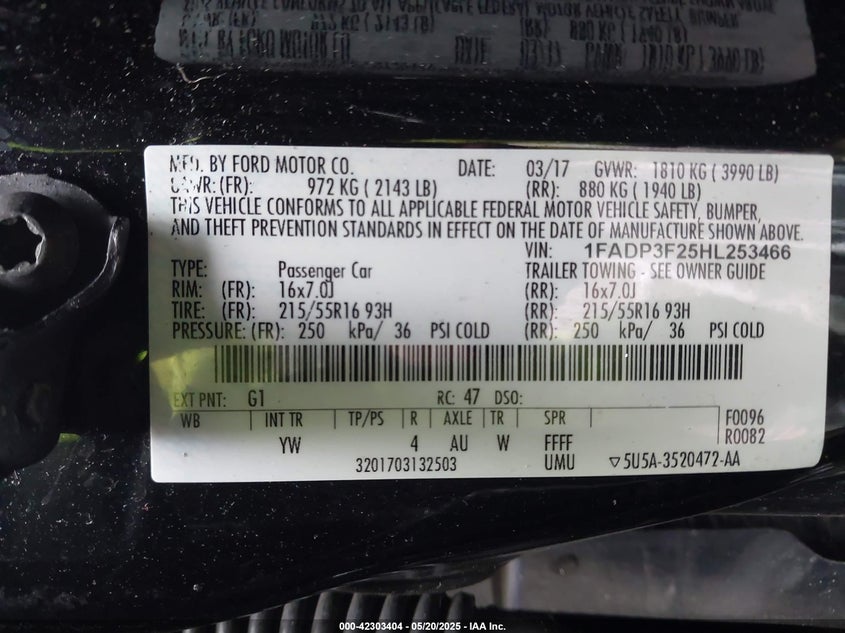 MFD. BY FORD MOTOR CO. DATE: 03/17 GVWR: 1810 KG ( 3990 LB)
GAWR: (FR): 972 KG ( 2143 LB) (RR): 880 KG ( 1940 LB)
THIS VEHICLE CONFORMS TO ALL APPLICABLE FEDERAL MOTOR VEHICLE SAFETY, BUMPER,
AND THEFT PREVENTION STANDARDS IN EFFECT ON THE DATE OF MANUFACTURE SHOWN ABOVE.
VIN: 1FADP3F25HL253466
TYPE: Passenger Car TRAILER TOWING - SEE OWNER GUIDE
RIM: (FR): 16x7.0J (RR): 16x7.0J
TIRE: (FR): 215/55R16 93H (RR): 215/55R16 93H
PRESSURE: (FR): 250 kPa/ 36 PSI COLD (RR): 250 kPa/ 36 PSI COLD
EXT PNT: G1 RC: 47 DSO:
WB INT TR TP/PS R AXLE TR SPR F0096
YW 4 AU W FFFF R0082
3201703132503 UMU ▽5U5A-3520472-AA
000-42303404 - 05/20/2025 - IAA Inc.